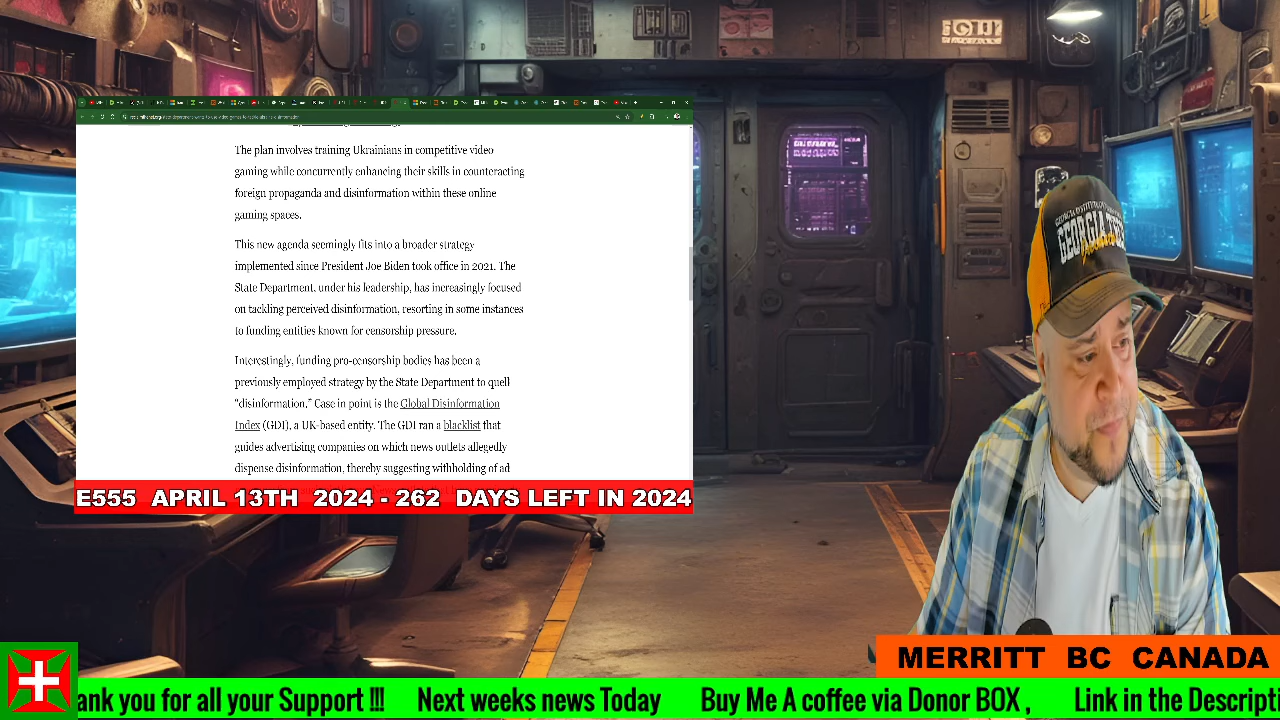 The plan involves training Ukrainians in competitive video
gaming while concurrently enhancing their skills in counteracting
foreign propaganda and disinformation within these online
gaming spaces.
This new agenda seemingly fits into a broader strategy
implemented since President Joe Biden took office in 2021. The
State Department, under his leadership, has increasingly focused
on tackling perceived disinformation, resorting in some instances
to funding entities known for censorship pressure.
Interestingly, funding pro-censorship bodies has been a
previously employed strategy by the State Department to quell
"disinformation." Case in point is the Global Disinformation
Index (GDI), a UK-based entity. The GDI ran a blacklist that
guides advertising companies on which news outlets allegedly
dispense disinformation, thereby suggesting withholding of ad
E555 APRIL 13TH 2024 - 262 DAYS LEFT IN 2024
GEORGIA
MERRITT BC CANADA
ank you for all your Support !!! Next weeks news Today Buy Me A coffee via Donor BOX , Link in the Descripti